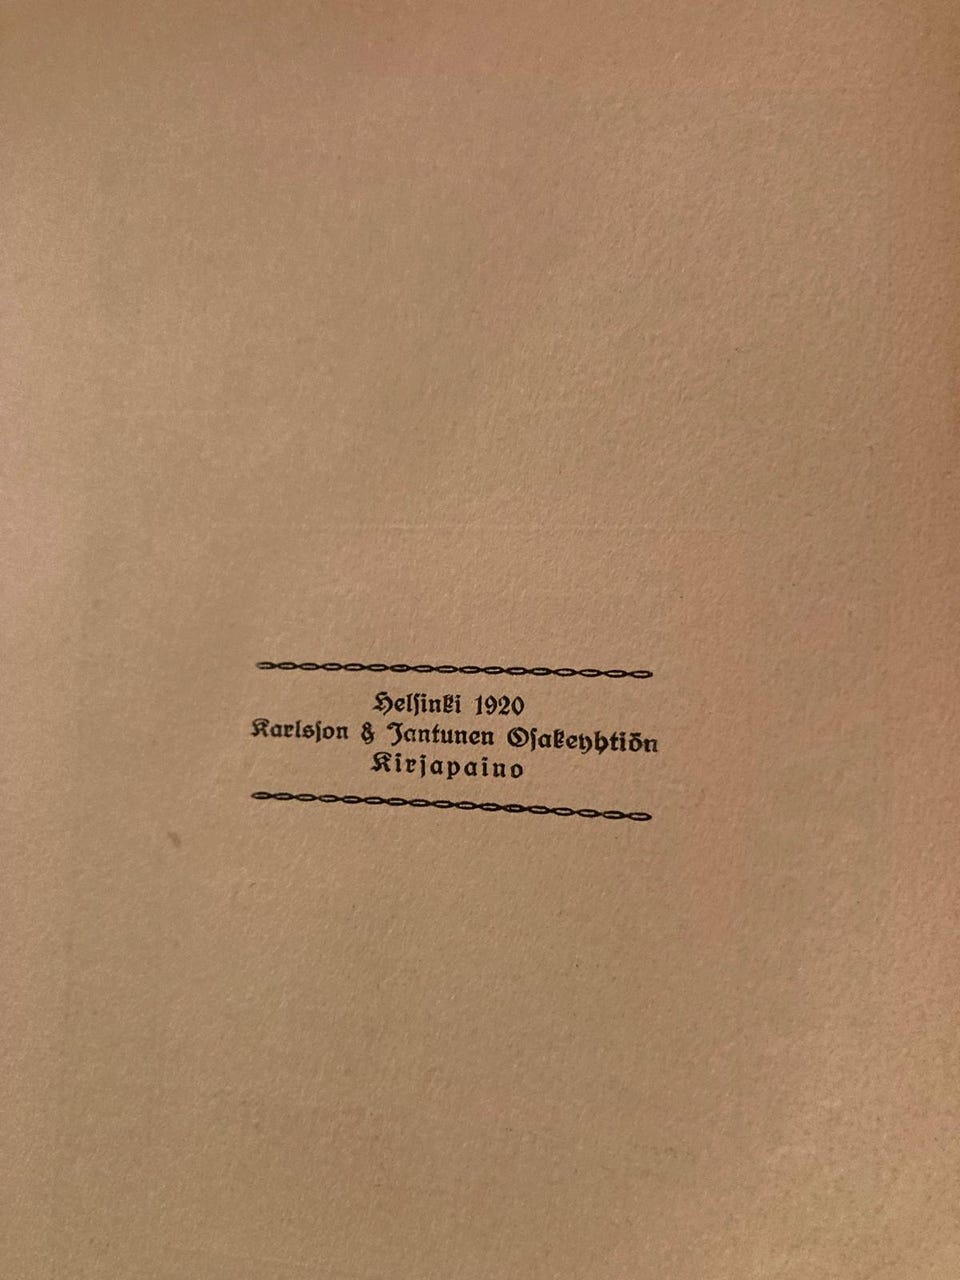 Helsinki 1920
Karlsson & Jantunen Osakeyhtiön
Kirjapaino